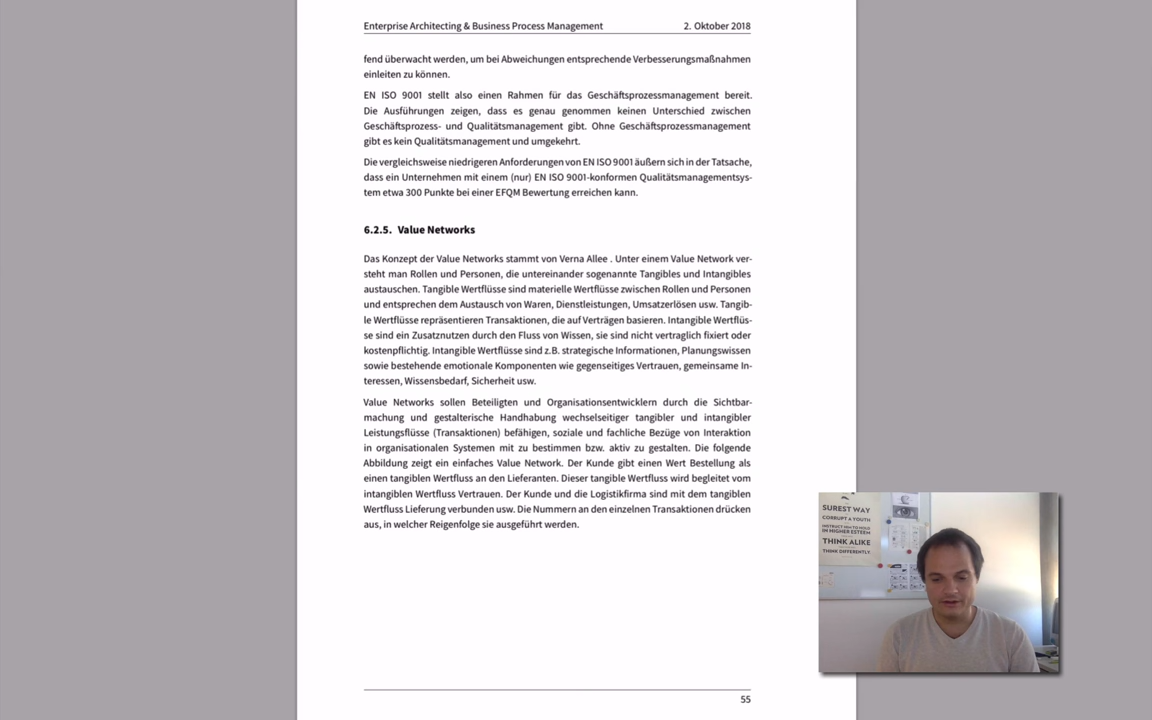 Enterprise Architecting & Business Process Management 2. Oktober 2018
fend überwacht werden, um bei Abweichungen entsprechende Verbesserungsmaßnahmen
einleiten zu können.
EN ISO 9001 stellt also einen Rahmen für das Geschäftsprozessmanagement bereit.
Die Ausführungen zeigen, dass es genau genommen keinen Unterschied zwischen
Geschäftsprozess- und Qualitätsmanagement gibt. Ohne Geschäftsprozessmanagement
gibt es kein Qualitätsmanagement und umgekehrt.
Die vergleichsweise niedrigeren Anforderungen von EN ISO 9001 äußern sich in der Tatsache,
dass ein Unternehmen mit einem (nur) EN ISO 9001-konformen Qualitätsmanagementsys-
tem etwa 300 Punkte bei einer EFQM Bewertung erreichen kann.
6.2.5. Value Networks
Das Konzept der Value Networks stammt von Verna Allee . Unter einem Value Network ver-
steht man Rollen und Personen, die untereinander sogenannte Tangibles und Intangibles
austauschen. Tangible Wertflüsse sind materielle Wertflüsse zwischen Rollen und Personen
und entsprechen dem Austausch von Waren, Dienstleistungen, Umsatzerlösen usw. Tangib-
le Wertflüsse repräsentieren Transaktionen, die auf Verträgen basieren. Intangible Wertflüs-
se sind ein Zusatznutzen durch den Fluss von Wissen, sie sind nicht vertraglich fixiert oder
kostenpflichtig. Intangible Wertflüsse sind z.B. strategische Informationen, Planungswissen
sowie bestehende emotionale Komponenten wie gegenseitiges Vertrauen, gemeinsame In-
teressen, Wissensbedarf, Sicherheit usw.
Value Networks sollen Beteiligten und Organisationsentwicklern durch die Sichtbar-
machung und gestalterische Handhabung wechselseitiger tangibler und intangibler
Leistungsflüsse (Transaktionen) befähigen, soziale und fachliche Bezüge von Interaktion
in organisationalen Systemen mit zu bestimmen bzw. aktiv zu gestalten. Die folgende
Abbildung zeigt ein einfaches Value Network. Der Kunde gibt einen Wert Bestellung als
einen tangiblen Wertfluss an den Lieferanten. Dieser tangible Wertfluss wird begleitet vom
intangiblen Wertfluss Vertrauen. Der Kunde und die Logistikfirma sind mit dem tangiblen
Wertfluss Lieferung verbunden usw. Die Nummern an den einzelnen Transaktionen drücken
aus, in welcher Reigenfolge sie ausgeführt werden.
55
SUREST WAY
CORRUPT A YOUTH
INSTRUCT HIM TO HOLD
IN HIGHER ESTEEM
THINK ALIKE
THINK DIFFERENTLY.